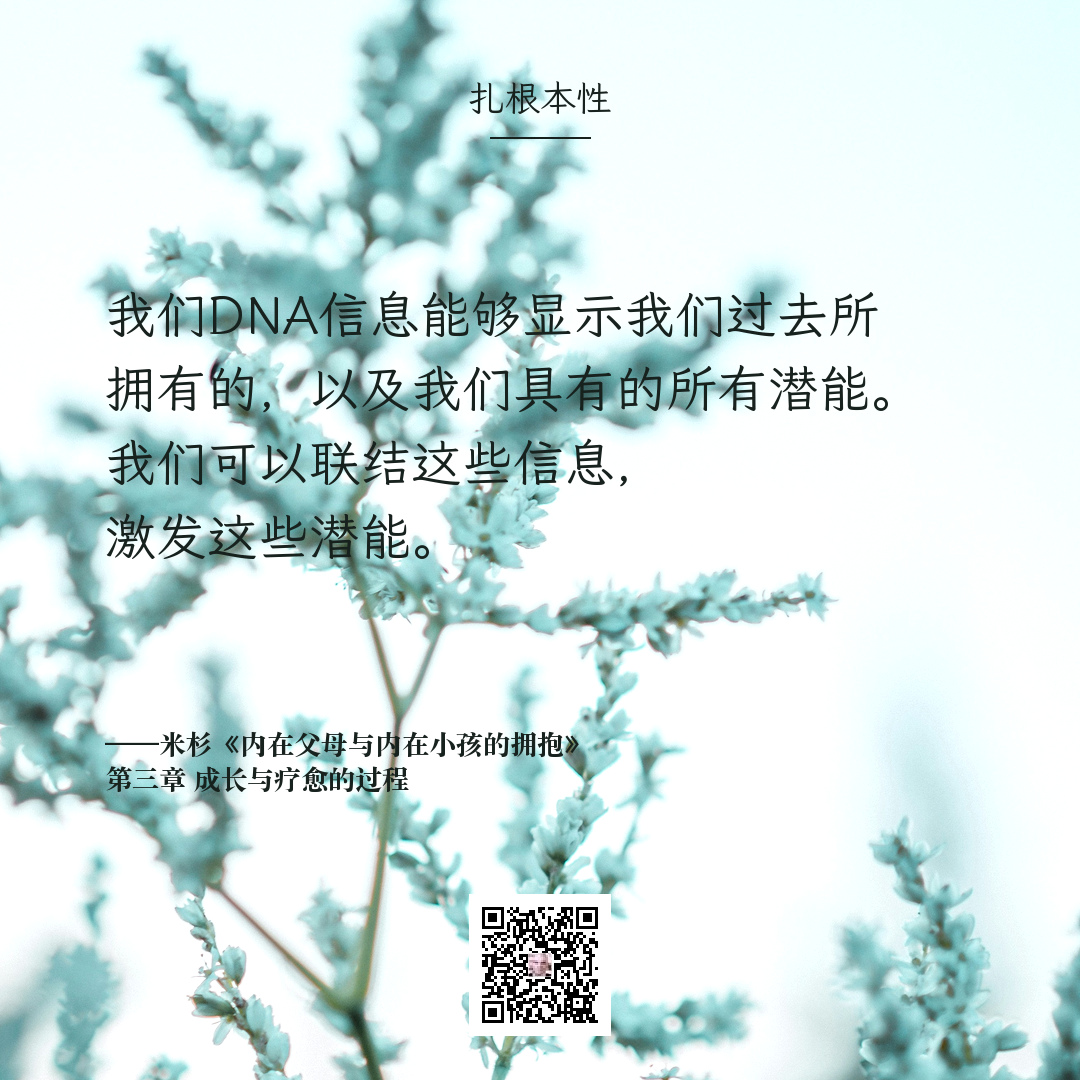 扎根本性
我们DNA信息能够显示我们过去所
拥有的，以及我们具有的所有潜能。
我们可以联结这些信息，
激发这些潜能。
——米杉《内在父母与内在小孩的拥抱》
第三章 成长与疗愈的过程